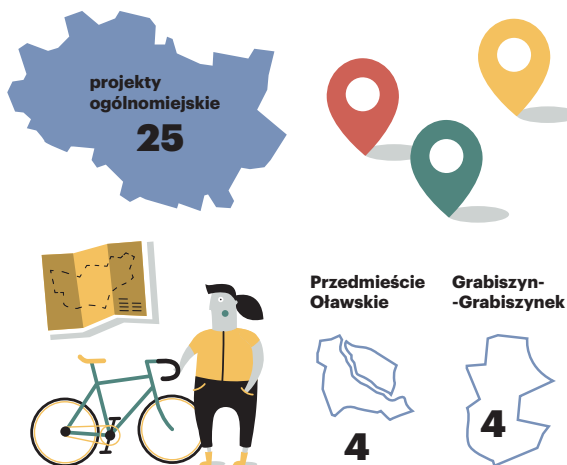 projekty
ogólnomiejskie
25
Przedmieście
Oławskie
4
Grabiszyn-
-Grabiszynek
4